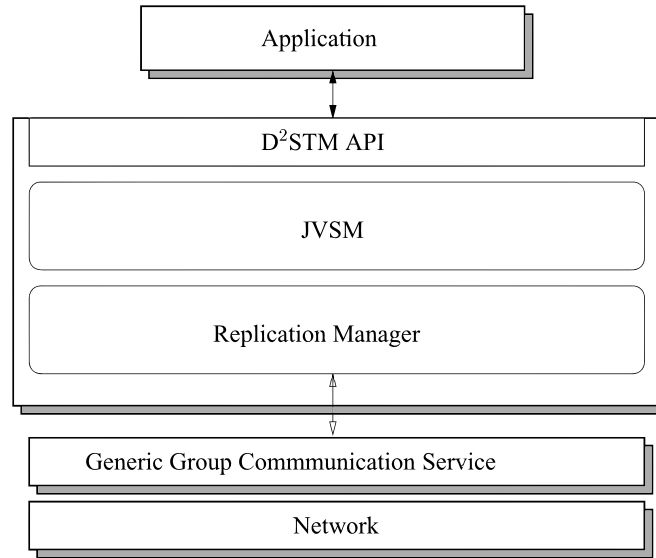 Application
D²STM API
JVSM
Replication Manager
Generic Group Commmunication Service
Network